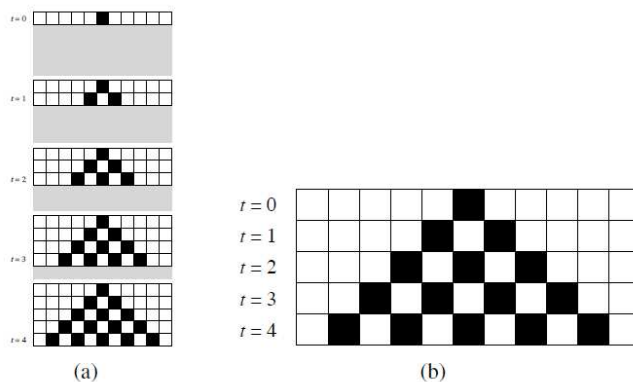 t = 0
t = 1
t = 2
t = 3
t = 4
(a)
t = 0
t = 1
t = 2
t = 3
t = 4
(b)